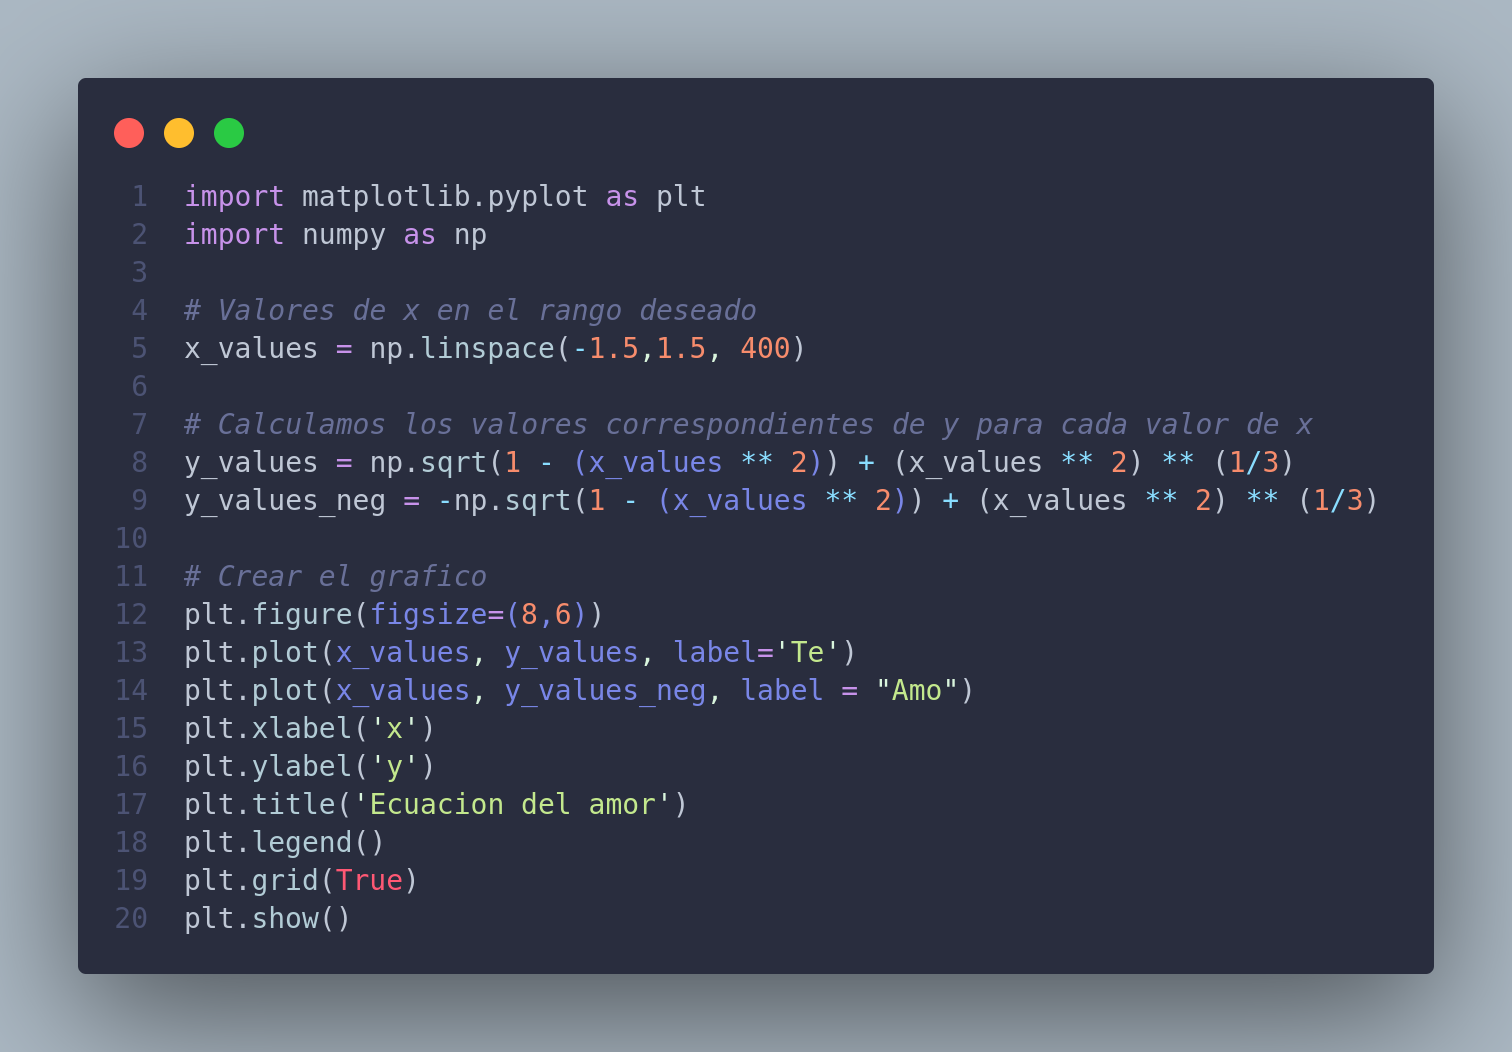 1 import matplotlib.pyplot as plt
2 import numpy as np
3
4 # Valores de x en el rango deseado
5 x_values = np.linspace(-1.5,1.5, 400)
6
7 # Calculamos los valores correspondientes de y para cada valor de x
8 y_values = np.sqrt(1 - (x_values ** 2)) + (x_values ** 2) ** (1/3)
9 y_values_neg = -np.sqrt(1 - (x_values ** 2)) + (x_values ** 2) ** (1/3)
10
11 # Crear el grafico
12 plt.figure(figsize=(8,6))
13 plt.plot(x_values, y_values, label='Te')
14 plt.plot(x_values, y_values_neg, label = "Amo")
15 plt.xlabel('x')
16 plt.ylabel('y')
17 plt.title('Ecuacion del amor')
18 plt.legend()
19 plt.grid(True)
20 plt.show()